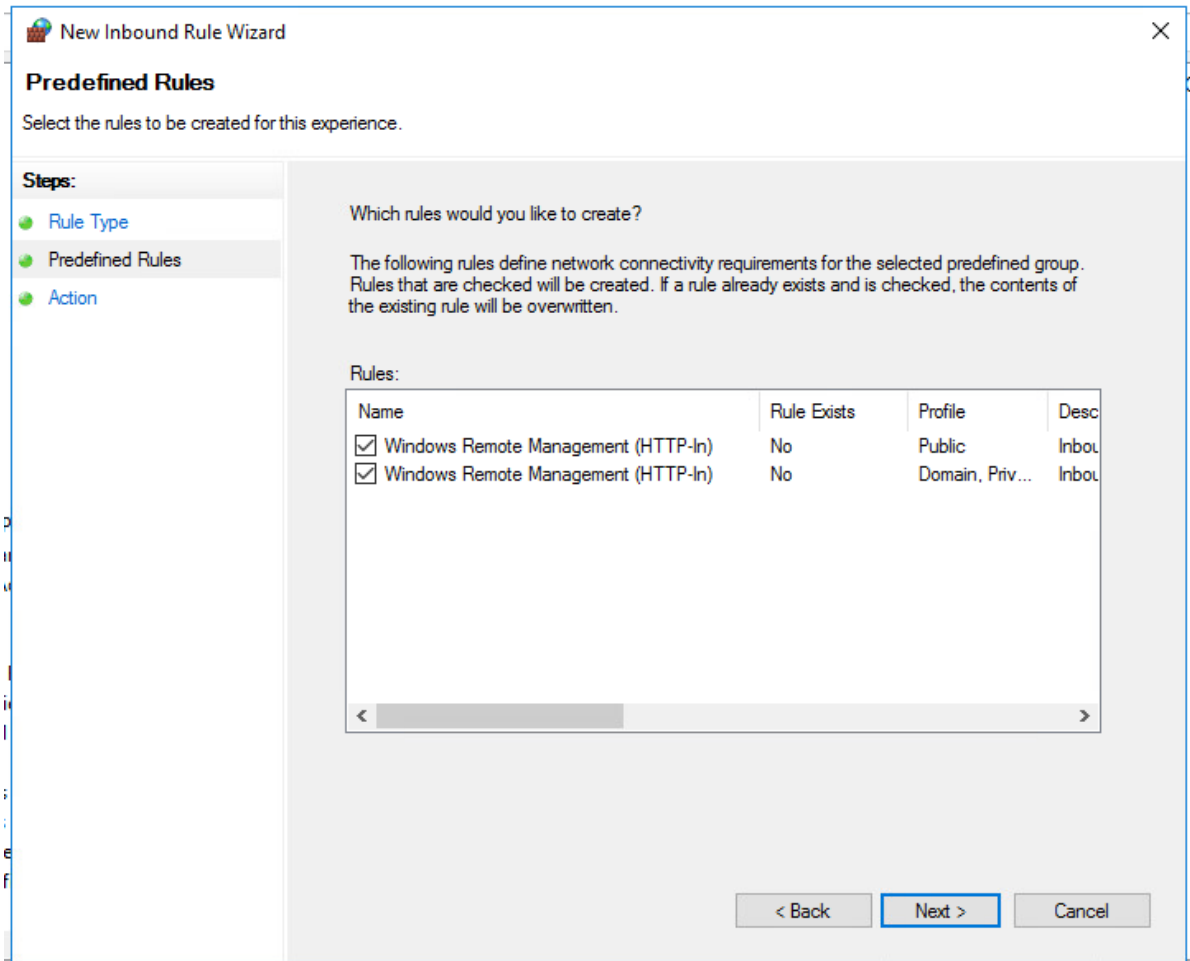 New Inbound Rule Wizard
Predefined Rules
Select the rules to be created for this experience.
Steps:
Rule Type
Predefined Rules
Action
Which rules would you like to create?
The following rules define network connectivity requirements for the selected predefined group.
Rules that are checked will be created. If a rule already exists and is checked, the contents of
the existing rule will be overwritten.
Rules:
Name Rule Exists Profile Desc
Windows Remote Management (HTTP-In) No Public Inbou
Windows Remote Management (HTTP-In) No Domain, Priv... Inbou
< Back Next > Cancel